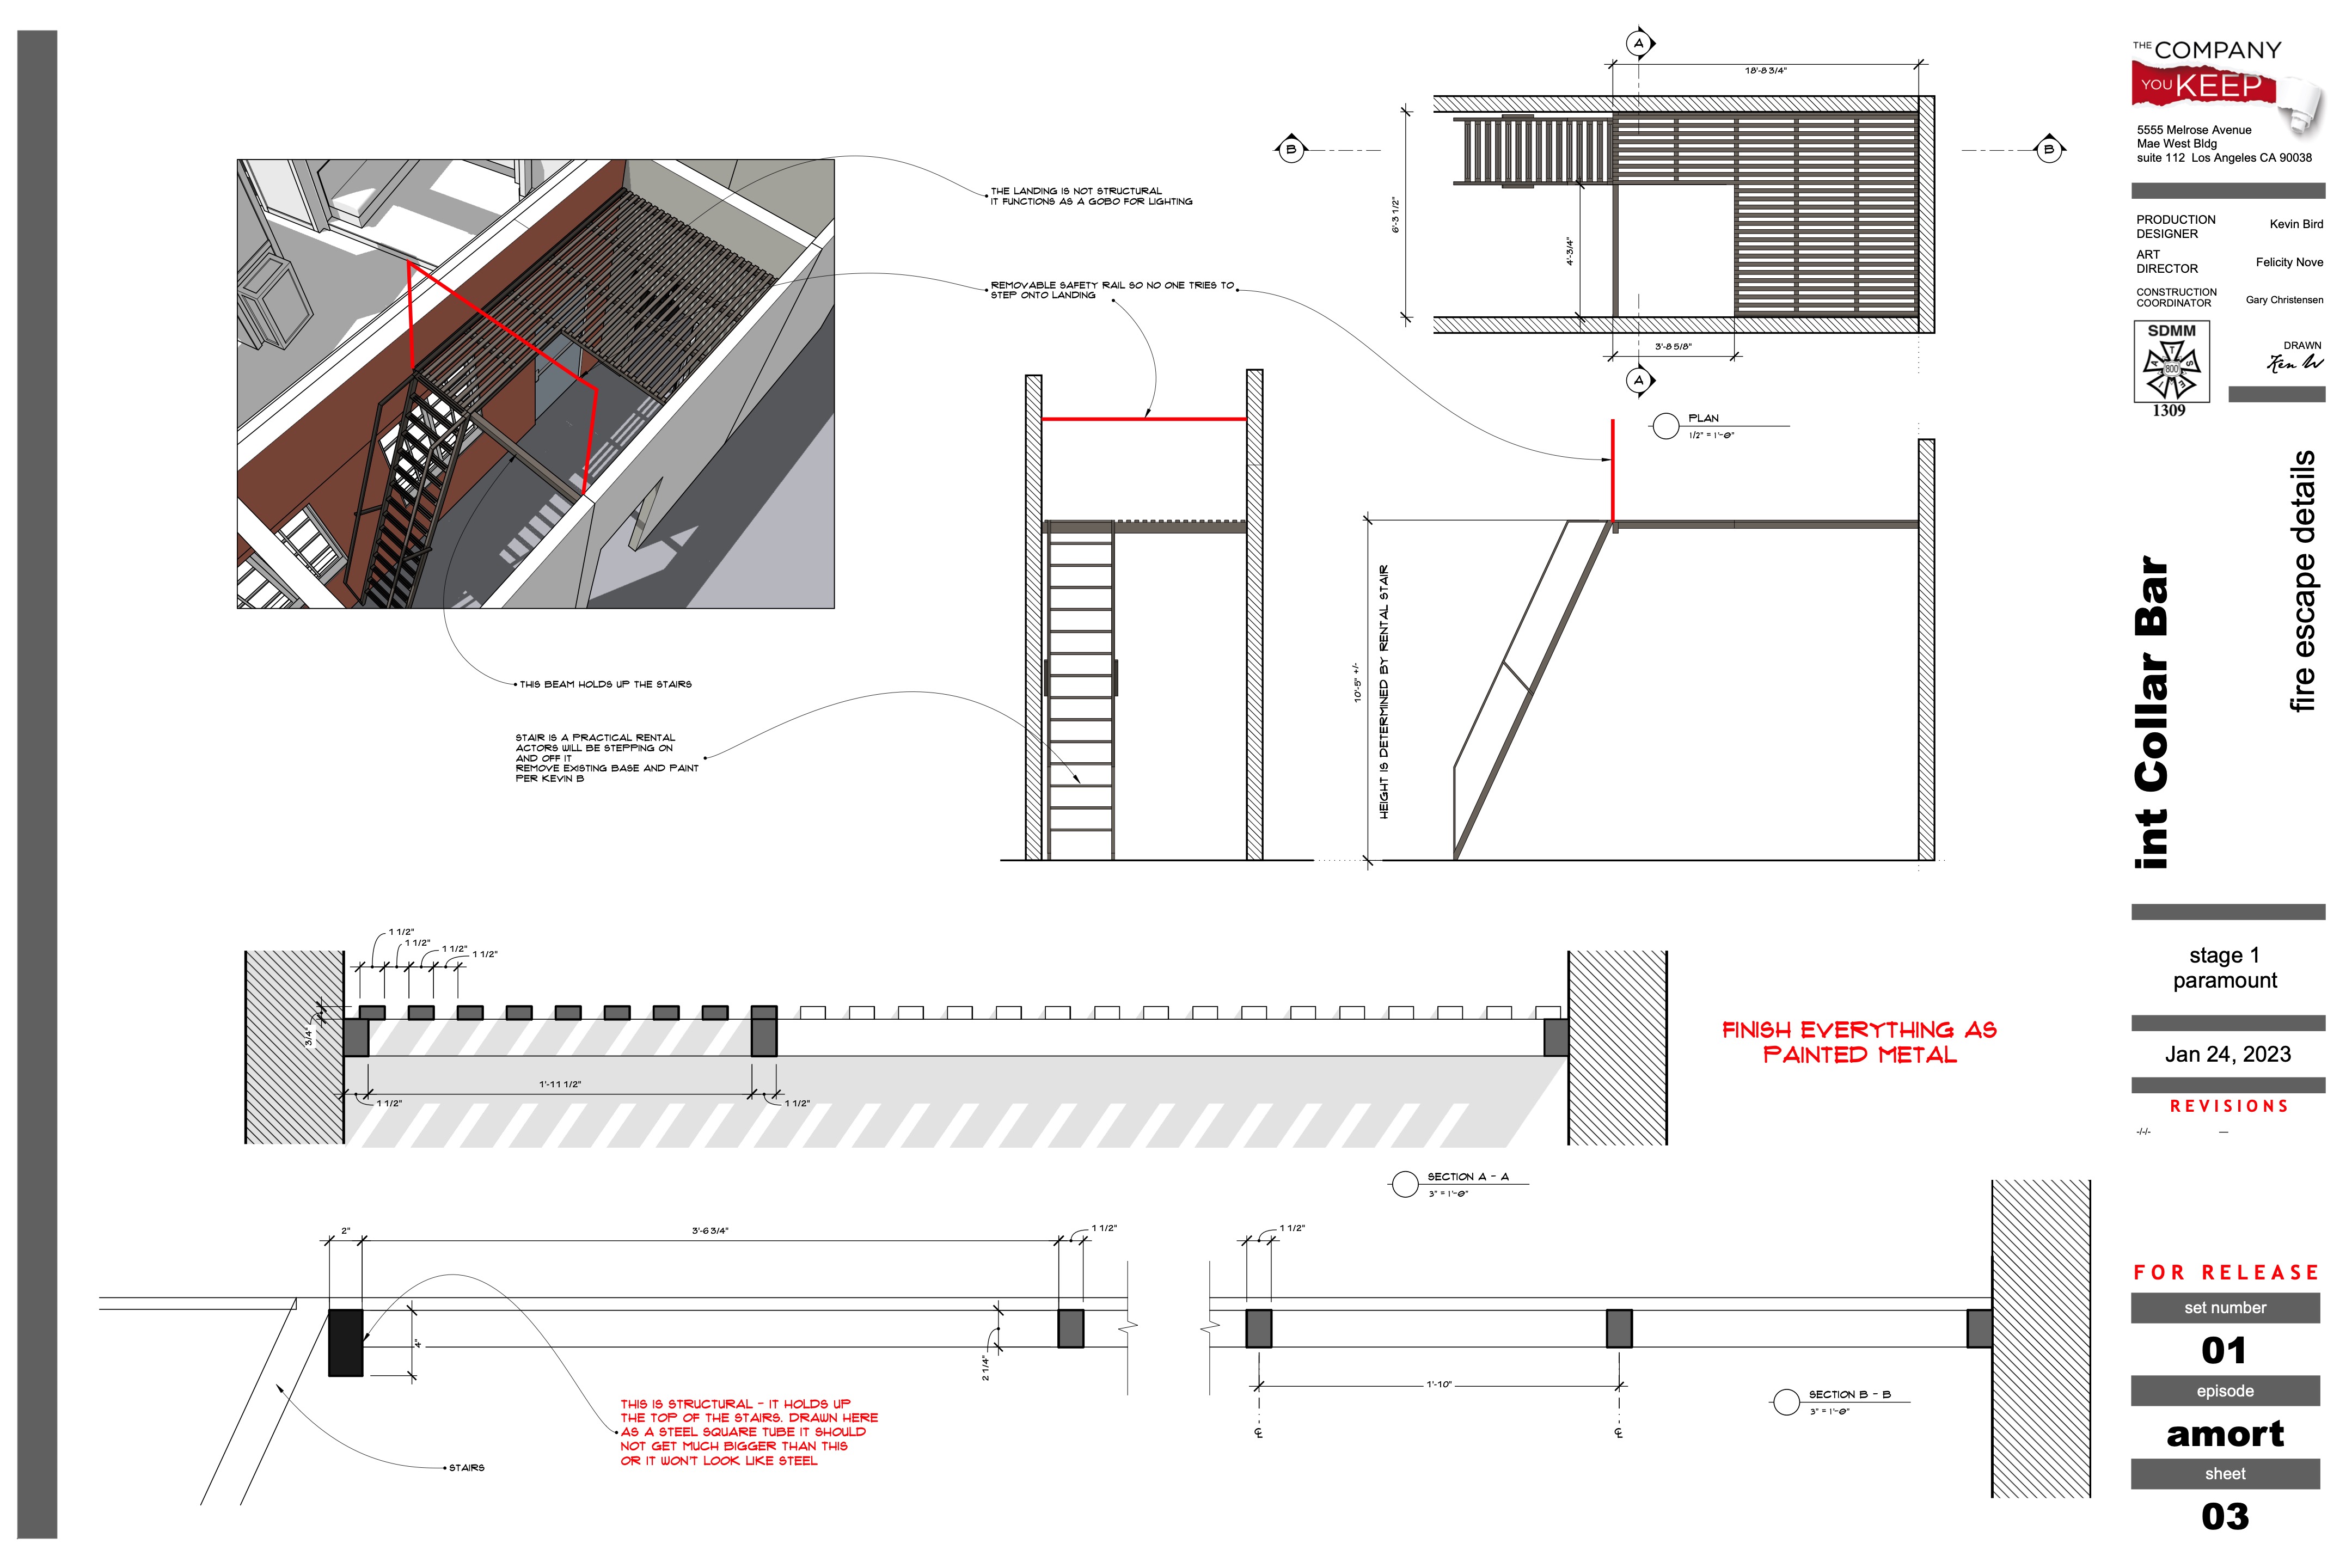 THE COMPANY
YOU KEEP
5555 Melrose Avenue
Mae West Bldg
suite 112 Los Angeles CA 90038
PRODUCTION
DESIGNER
Kevin Bird
ART
DIRECTOR
Felicity Nove
CONSTRUCTION
COORDINATOR
Gary Christensen
SDMM
I A T S E
800
1309
DRAWN
Ken W
int Collar Bar
fire escape details
stage 1
paramount
Jan 24, 2023
REVISIONS
-/-/-
—
FOR RELEASE
set number
01
episode
amort
sheet
03
A
18'-8 3/4"
B
B
6'-3 1/2"
4'-3/4"
3'-8 5/8"
A
PLAN
1/2" = 1'-0"
THE LANDING IS NOT STRUCTURAL
IT FUNCTIONS AS A GOBO FOR LIGHTING
REMOVABLE SAFETY RAIL SO NO ONE TRIES TO
STEP ONTO LANDING
THIS BEAM HOLDS UP THE STAIRS
STAIR IS A PRACTICAL RENTAL
ACTORS WILL BE STEPPING ON
AND OFF IT
REMOVE EXISTING BASE AND PAINT
PER KEVIN B
10'-5" +/-
HEIGHT IS DETERMINED BY RENTAL STAIR
1 1/2"
1 1/2"
1 1/2"
1 1/2"
3/4"
1'-11 1/2"
1 1/2"
1 1/2"
FINISH EVERYTHING AS
PAINTED METAL
SECTION A - A
3" = 1'-0"
2"
3'-6 3/4"
1 1/2"
1 1/2"
4"
2 1/4"
1'-10"
℄
℄
SECTION B - B
3" = 1'-0"
THIS IS STRUCTURAL - IT HOLDS UP
THE TOP OF THE STAIRS. DRAWN HERE
AS A STEEL SQUARE TUBE IT SHOULD
NOT GET MUCH BIGGER THAN THIS
OR IT WON'T LOOK LIKE STEEL
STAIRS